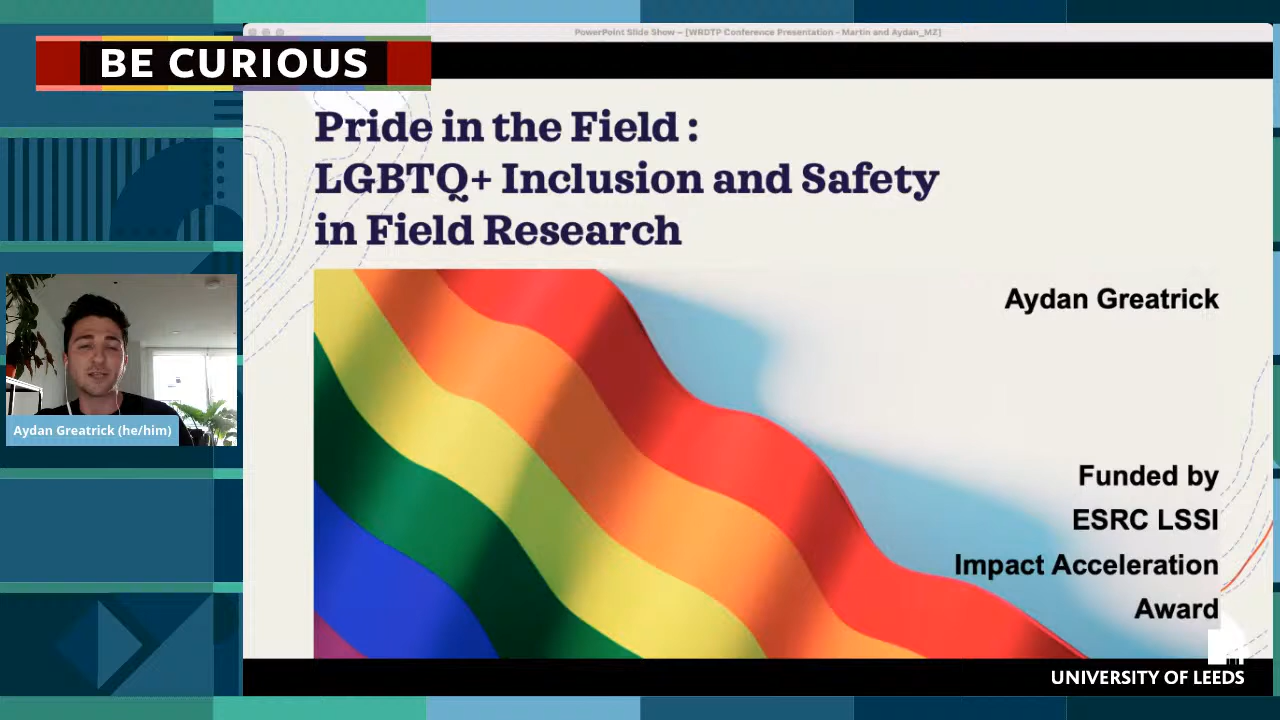 PowerPoint Slide Show – [WRDTP Conference Presentation - Martin and Aydan_MZ]
BE CURIOUS
Pride in the Field :
LGBTQ+ Inclusion and Safety
in Field Research
Aydan Greatrick
Aydan Greatrick (he/him)
Funded by
ESRC LSSI
Impact Acceleration
Award
UNIVERSITY OF LEEDS